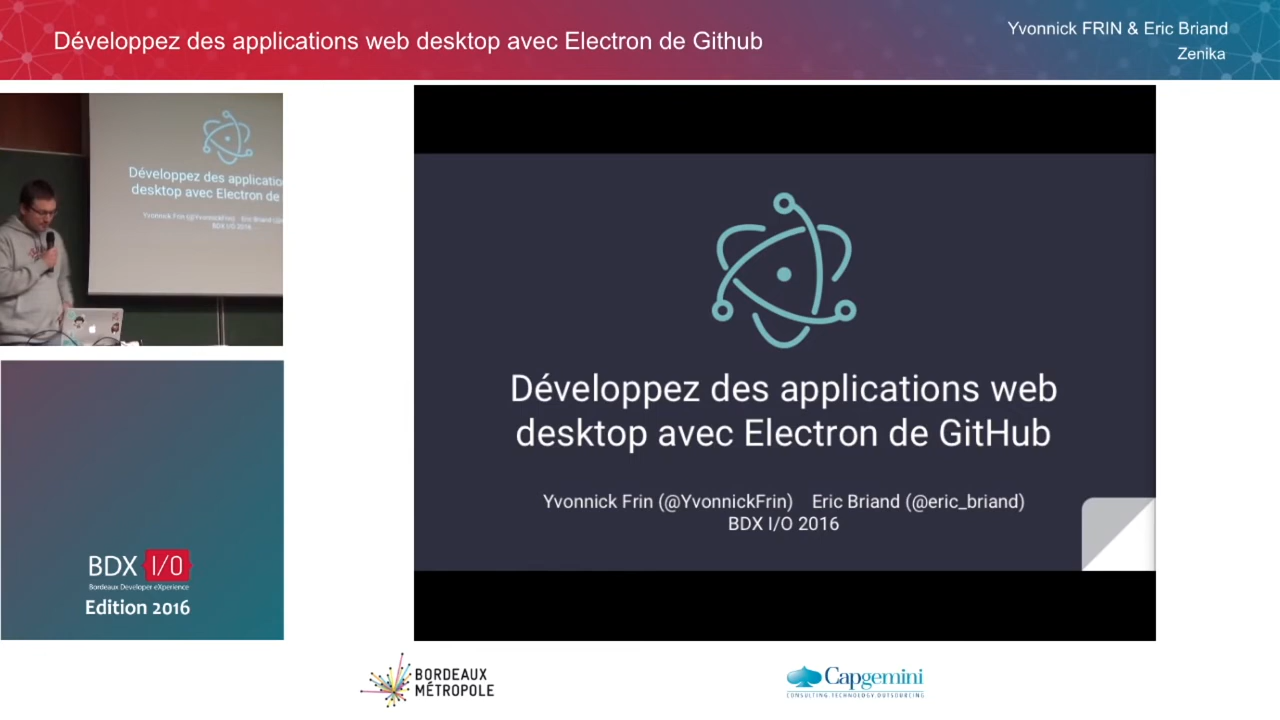 Développez des applications web desktop avec Electron de Github
Yvonnick FRIN & Eric Briand
Zenika
Développez des applicatio
desktop avec Electron de
Yvonnick Frin (@YvonnickFrin) Eric Briand
BDX I/O 2016
Développez des applications web
desktop avec Electron de GitHub
Yvonnick Frin (@YvonnickFrin) Eric Briand (@eric_briand)
BDX I/O 2016
BDX I/O
Bordeaux Developer eXperience
Edition 2016
BORDEAUX
MÉTROPOLE
Capgemini
CONSULTING.TECHNOLOGY.OUTSOURCING